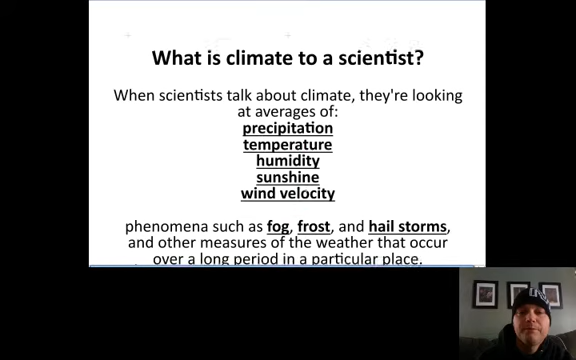 What is climate to a scientist?
When scientists talk about climate, they're looking
at averages of:
precipitation
temperature
humidity
sunshine
wind velocity
phenomena such as fog, frost, and hail storms,
and other measures of the weather that occur
over a long period in a particular place.